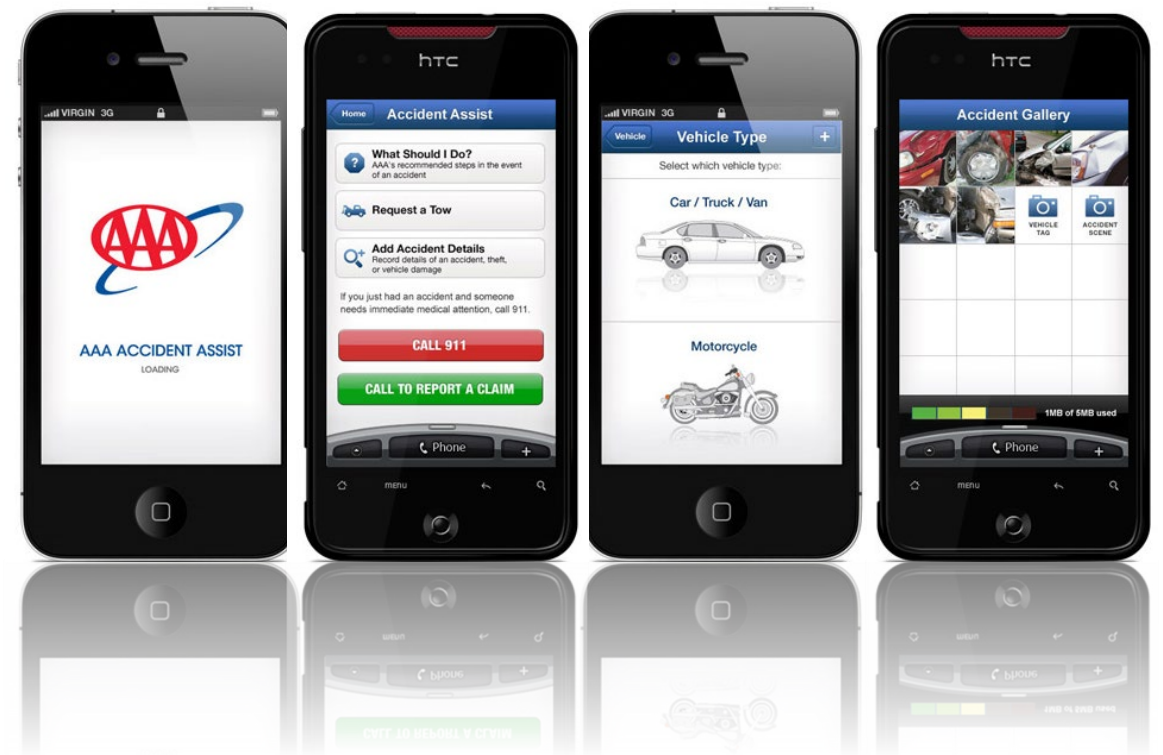 VIRGIN 3G
AAA
AAA ACCIDENT ASSIST
LOADING
hTC
Home
Accident Assist
What Should I Do?
AAA's recommended steps in the event
of an accident
Request a Tow
Add Accident Details
Record details of an accident, theft,
or vehicle damage
If you just had an accident and someone
needs immediate medical attention, call 911.
CALL 911
CALL TO REPORT A CLAIM
Phone
MENU
VIRGIN 3G
Vehicle
Vehicle Type
+
Select which vehicle type:
Car / Truck / Van
Motorcycle
hTC
Accident Gallery
VEHICLE
TAG
ACCIDENT
SCENE
1MB of 5MB used
Phone
MENU